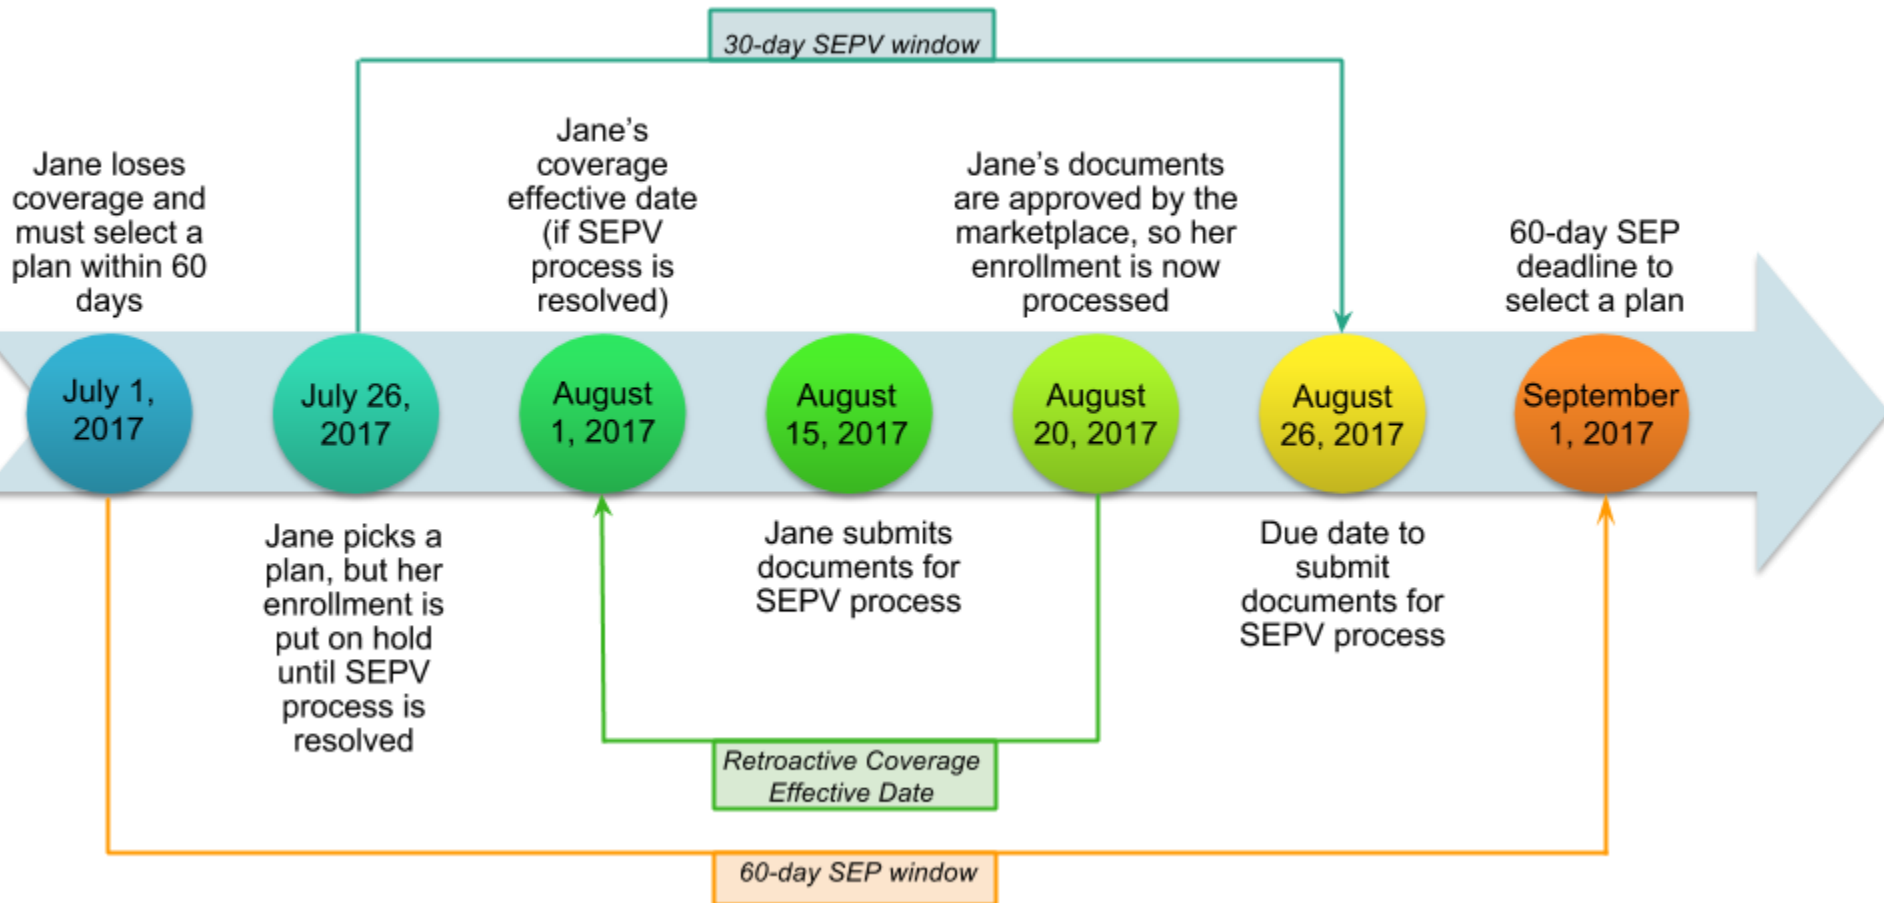 30-day SEPV window
Jane loses
coverage and
must select a
plan within 60
days
Jane’s
coverage
effective date
(if SEPV
process is
resolved)
Jane’s documents
are approved by the
marketplace, so her
enrollment is now
processed
60-day SEP
deadline to
select a plan
July 1,
2017
July 26,
2017
August
1, 2017
August
15, 2017
August
20, 2017
August
26, 2017
September
1, 2017
Jane picks a
plan, but her
enrollment is
put on hold
until SEPV
process is
resolved
Jane submits
documents for
SEPV process
Due date to
submit
documents for
SEPV process
Retroactive Coverage
Effective Date
60-day SEP window